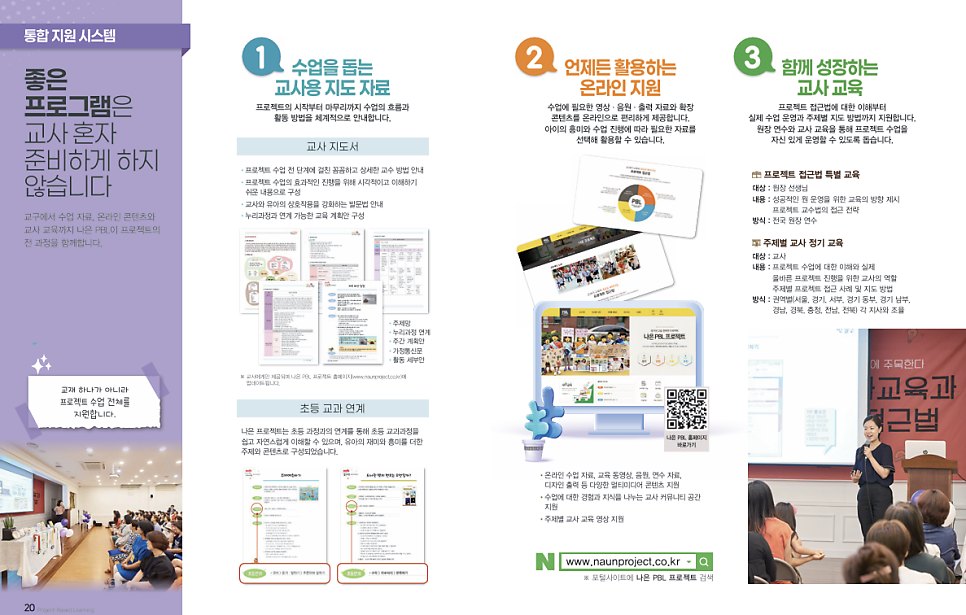 통합 지원 시스템
좋은
프로그램은
교사 혼자
준비하게 하지
않습니다
교구에서 수업 자료, 온라인 콘텐츠와
교사 교육까지 나은 PBL이 프로젝트의
전 과정을 함께합니다.
교재 하나가 아니라
프로젝트 수업 전체를
지원합니다.
20 Project Based Learning
1
수업을 돕는
교사용 지도 자료
프로젝트의 시작부터 마무리까지 수업의 흐름과
활동 방법을 체계적으로 안내합니다.
교사 지도서
· 프로젝트 수업 전 단계에 걸친 꼼꼼하고 상세한 교수 방법 안내
· 프로젝트 수업의 효과적인 진행을 위해 시각적이고 이해하기
쉬운 내용으로 구성
· 교사와 유아의 상호작용을 강화하는 발문법 안내
· 누리과정과 연계 가능한 교육 계획안 구성
· 주제망
· 누리과정 연계
· 주간 계획안
· 가정통신문
· 활동 세부안
초등 교과 연계
나은 프로젝트는 초등 과정과의 연계를 통해 초등 교과과정을
쉽고 자연스럽게 이해할 수 있으며, 유아의 재미와 흥미를 더한
주제와 콘텐츠로 구성되었습니다.
2
언제든 활용하는
온라인 지원
수업에 필요한 영상 · 음원 · 출력 자료와 확장
콘텐츠를 온라인으로 편리하게 제공합니다.
아이의 흥미와 수업 진행에 따라 필요한 자료를
선택해 활용할 수 있습니다.
PBL
나은 PBL 프로젝트
나은 PBL 홈페이지
바로가기
· 온라인 수업 자료, 교육 동영상, 음원, 연수 자료,
디자인 출력 등 다양한 멀티미디어 콘텐츠 지원
· 수업에 대한 경험과 지식을 나누는 교사 커뮤니티 공간
지원
· 주제별 교사 교육 영상 지원
N www.naunproject.co.kr
※ 포털사이트에 나은 PBL 프로젝트 검색
3
함께 성장하는
교사 교육
프로젝트 접근법에 대한 이해부터
실제 수업 운영과 주제별 지도 방법까지 지원합니다.
원장 연수와 교사 교육을 통해 프로젝트 수업을
자신 있게 운영할 수 있도록 돕습니다.
프로젝트 접근법 특별 교육
대상 : 원장 선생님
내용 : 성공적인 원 운영을 위한 교육의 방향 제시
프로젝트 교수법의 접근 전략
방식 : 전국 원장 연수
주제별 교사 정기 교육
대상 : 교사
내용 : 프로젝트 수업에 대한 이해와 실제
올바른 프로젝트 진행을 위한 교사의 역할
주제별 프로젝트 접근 사례 및 지도 방법
방식 : 권역별(서울, 경기, 서부, 경기 동부, 경기 남부,
경남, 경북, 충청, 전남, 전북) 각 지사와 조율
에 주목한다
교육과
근법